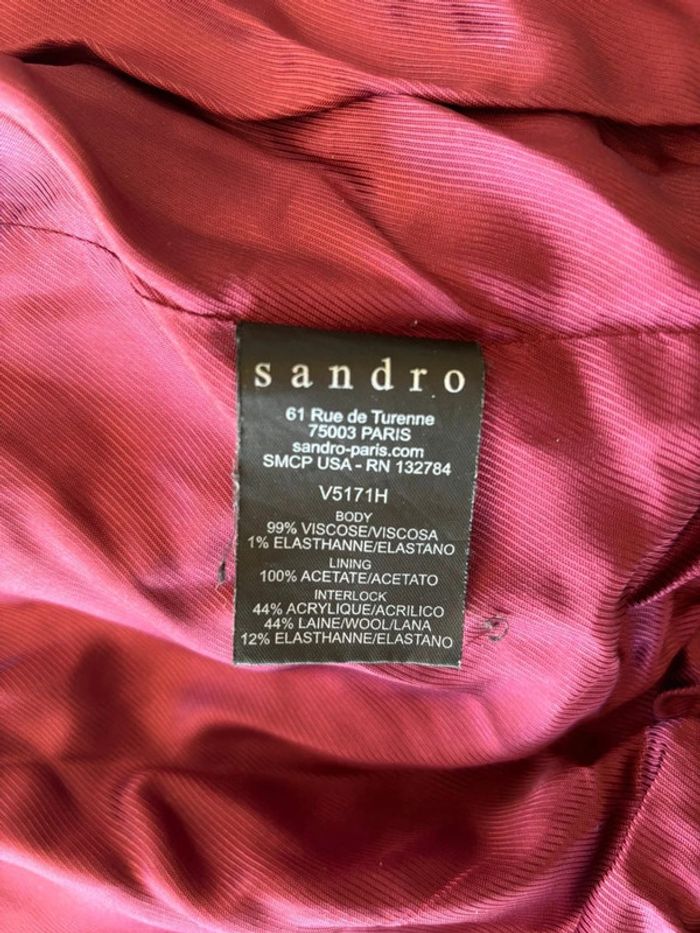 sandro
61 Rue de Turenne
75003 PARIS
sandro-paris.com
SMCP USA - RN 132784
V5171H
BODY
99% VISCOSE/VISCOSA
1% ELASTHANNE/ELASTANO
LINING
100% ACETATE/ACETATO
INTERLOCK
44% ACRYLIQUE/ACRILICO
44% LAINE/WOOL/LANA
12% ELASTHANNE/ELASTANO